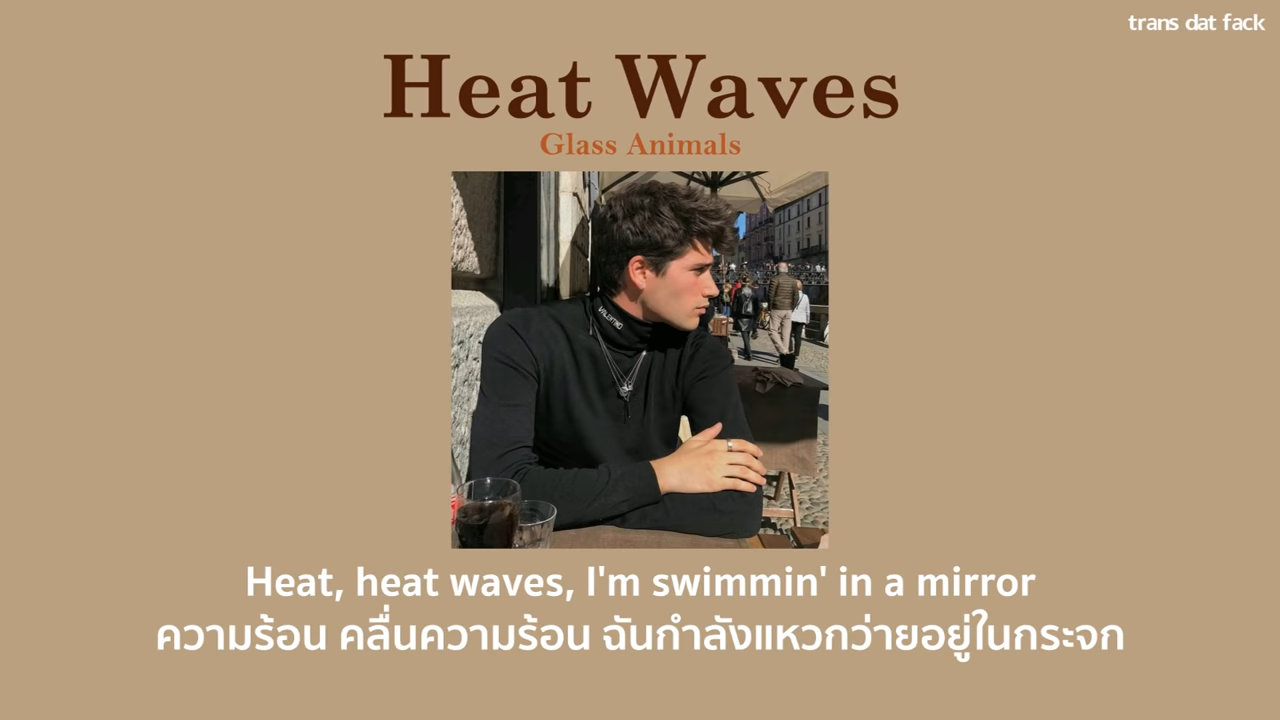 trans dat fack
Heat Waves
Glass Animals
VALENTINO
Heat, heat waves, I'm swimmin' in a mirror
ความร้อน คลื่นความร้อน ฉันกำลังแหวกว่ายอยู่ในกระจก